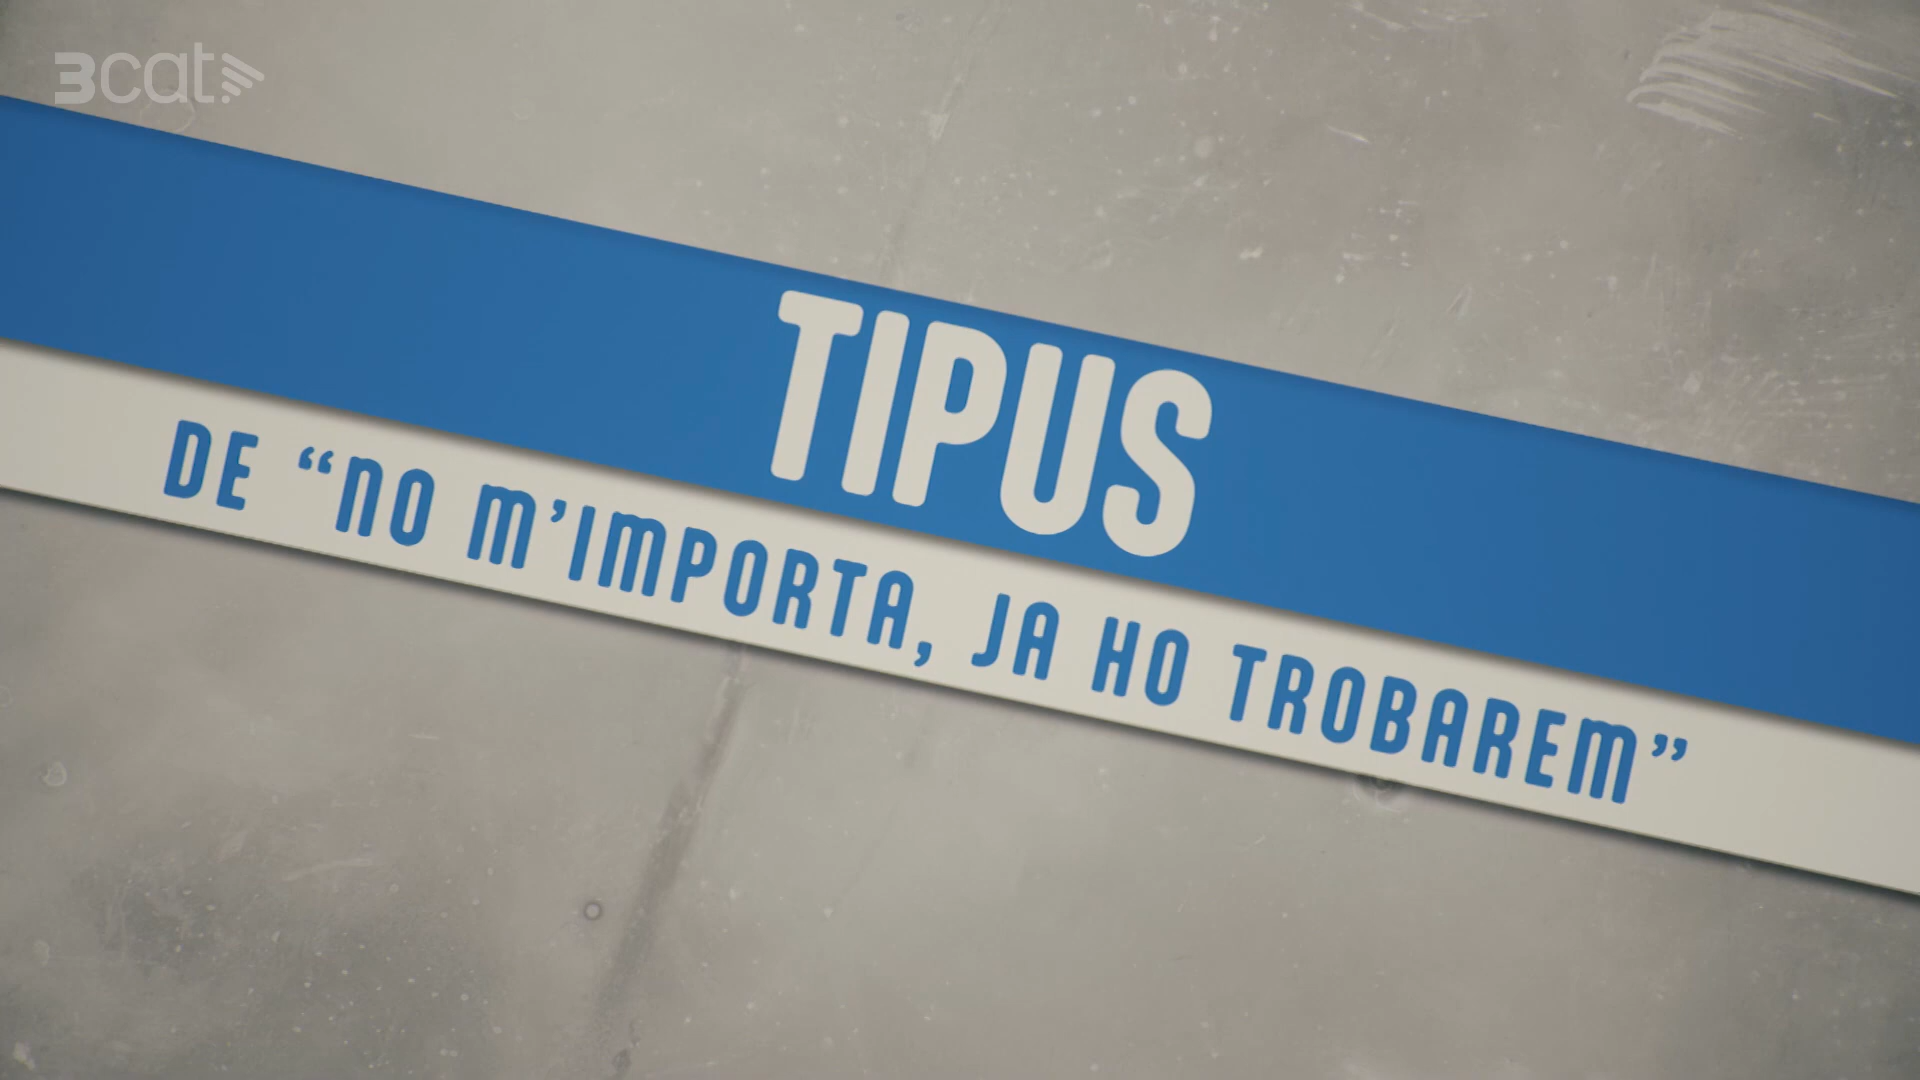 3cat
TIPUS
DE “NO M’IMPORTA, JA HO TROBAREM”